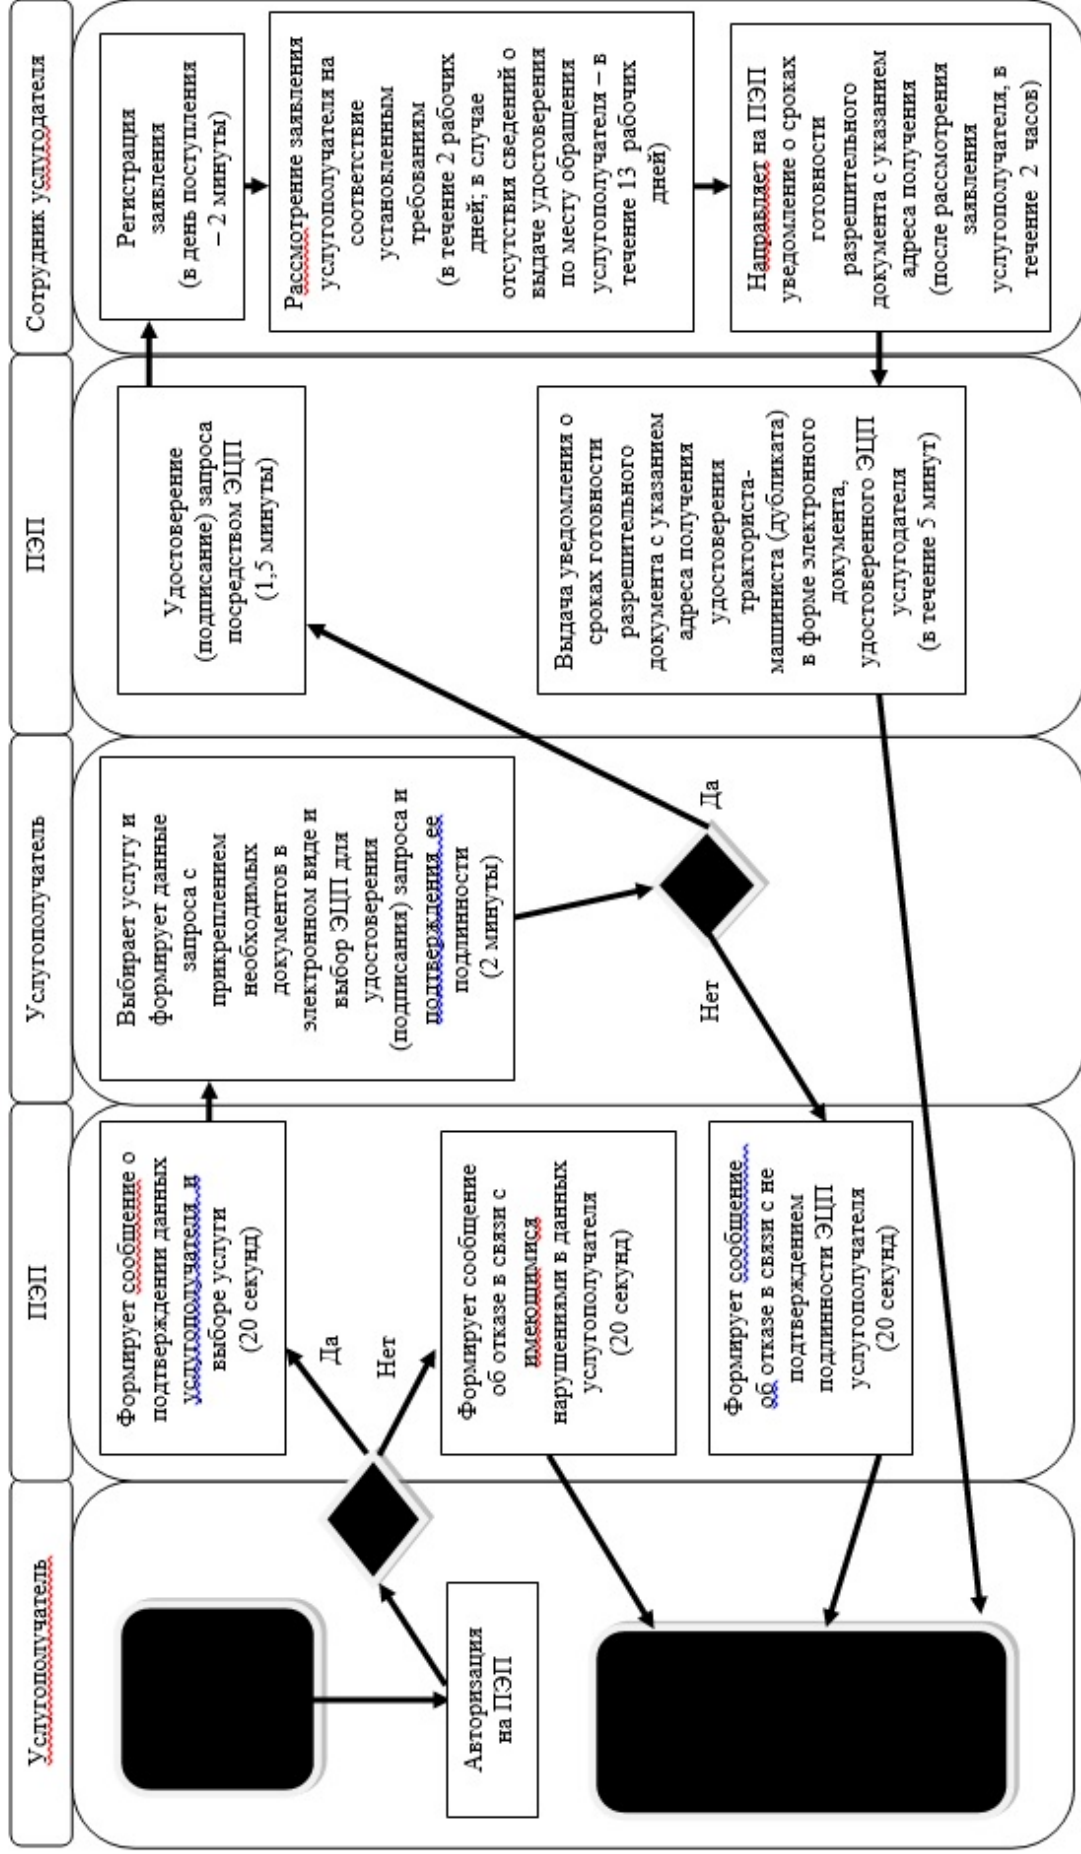 Услугополучатель
ПЭП
Услугополучатель
ПЭП
Сотрудник услугодателя
Авторизация
на ПЭП
Формирует сообщение о
подтверждении данных
услугополучателя и
выборе услуги
(20 секунд)
Да
Нет
Формирует сообщение
об отказе в связи с
имеющимися
нарушениями в данных
услугополучателя
(20 секунд)
Формирует сообщение
об отказе в связи с не
подтверждением
подлинности ЭЦП
услугополучателя
(20 секунд)
Выбирает услугу и
формирует данные
запроса с
прикреплением
необходимых
документов в
электронном виде и
выбор ЭЦП для
удостоверения
(подписания) запроса и
подтверждения ее
подлинности
(2 минуты)
Нет
Да
Удостоверение
(подписание) запроса
посредством ЭЦП
(1,5 минуты)
Выдача уведомления о
сроках готовности
разрешительного
документа с указанием
адреса получения
удостоверения
тракториста-
машиниста (дубликата)
в форме электронного
документа,
удостоверенного ЭЦП
услугодателя
(в течение 5 минут)
Регистрация
заявления
(в день поступления
– 2 минуты)
Рассмотрение заявления
услугополучателя на
соответствие
установленным
требованиям
(в течение 2 рабочих
дней; в случае
отсутствия сведений о
выдаче удостоверения
по месту обращения
услугополучателя – в
течение 13 рабочих
дней)
Направляет на ПЭП
уведомление о сроках
готовности
разрешительного
документа с указанием
адреса получения
(после рассмотрения
заявления
услугополучателя, в
течение 2 часов)